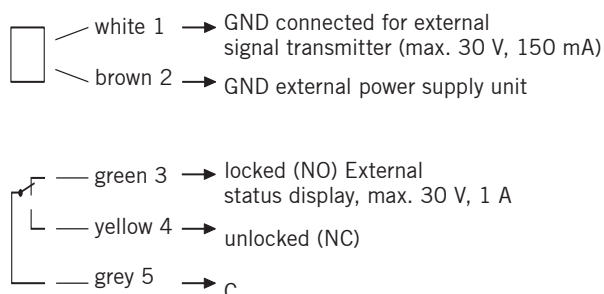 white 1 GND connected for external
signal transmitter (max. 30 V, 150 mA)
brown 2 GND external power supply unit
green 3 locked (NO) External
status display, max. 30 V, 1 A
yellow 4 unlocked (NC)
grey 5 C